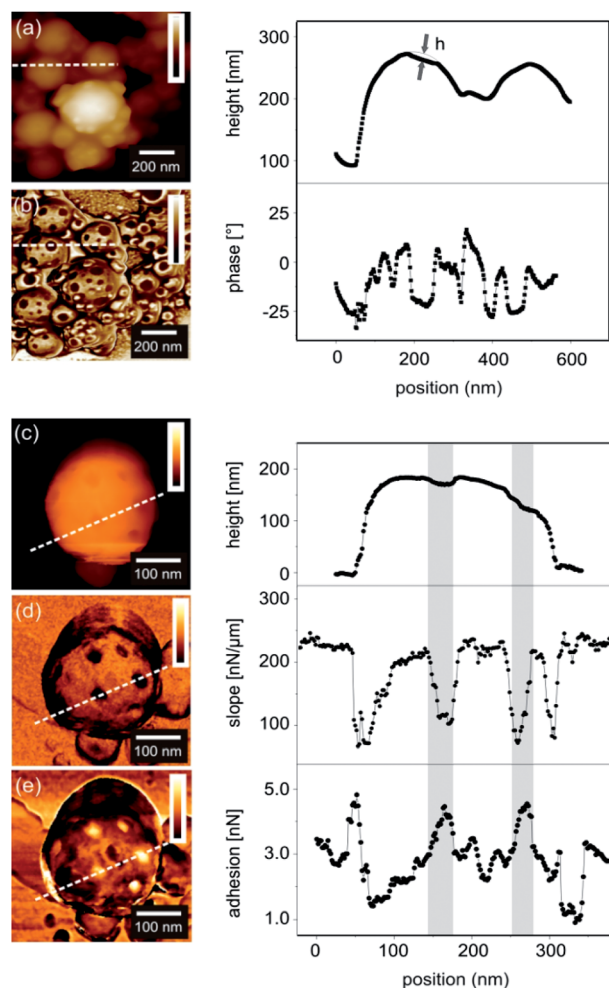 (a)
200 nm
height [nm]
300
200
100
h
(b)
200 nm
phase [°]
25
0
-25
0 200 400 600
position (nm)
(c)
100 nm
height [nm]
200
100
0
(d)
100 nm
slope [nN/µm]
300
200
100
(e)
100 nm
adhesion [nN]
5.0
3.0
1.0
0 100 200 300
position (nm)